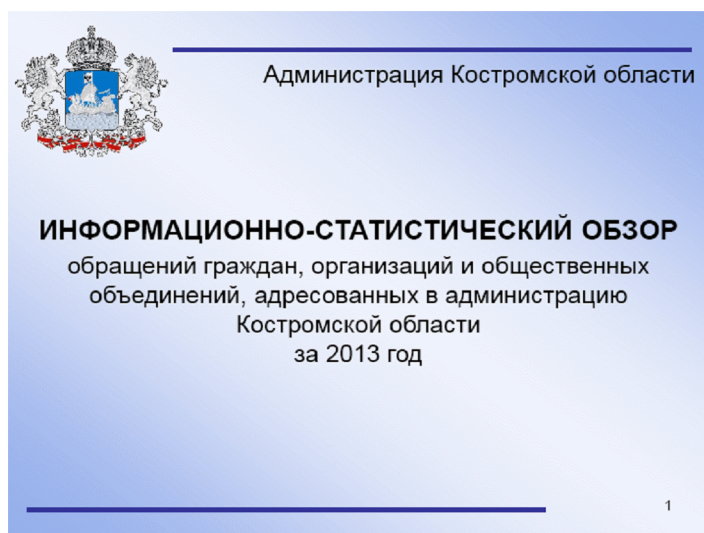 Администрация Костромской области
ИНФОРМАЦИОННО-СТАТИСТИЧЕСКИЙ ОБЗОР
обращений граждан, организаций и общественных
объединений, адресованных в администрацию
Костромской области
за 2013 год
1